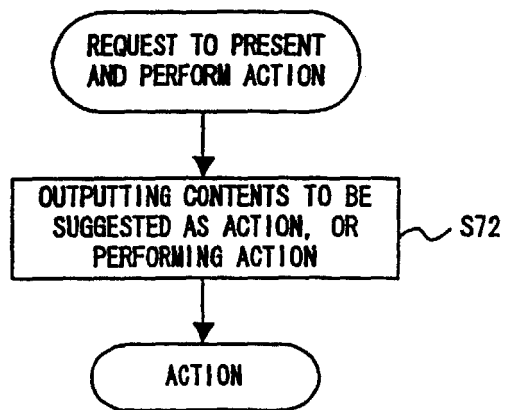 REQUEST TO PRESENT
AND PERFORM ACTION
OUTPUTTING CONTENTS TO BE
SUGGESTED AS ACTION, OR
PERFORMING ACTION
S72
ACTION